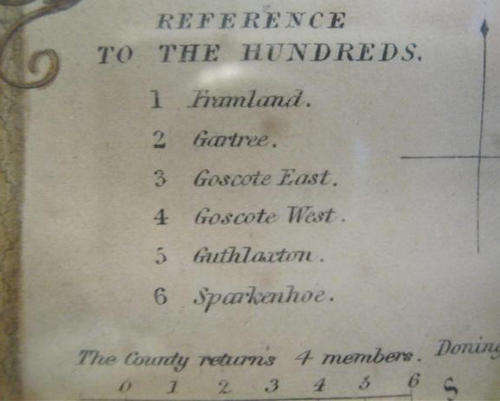 REFERENCE
TO THE HUNDREDS.
1 Framland.
2 Gartree.
3 Goscote East.
4 Goscote West.
5 Guthlaxton.
6 Sparkenhoe.
The County returns 4 members.
0 1 2 3 4 5 6